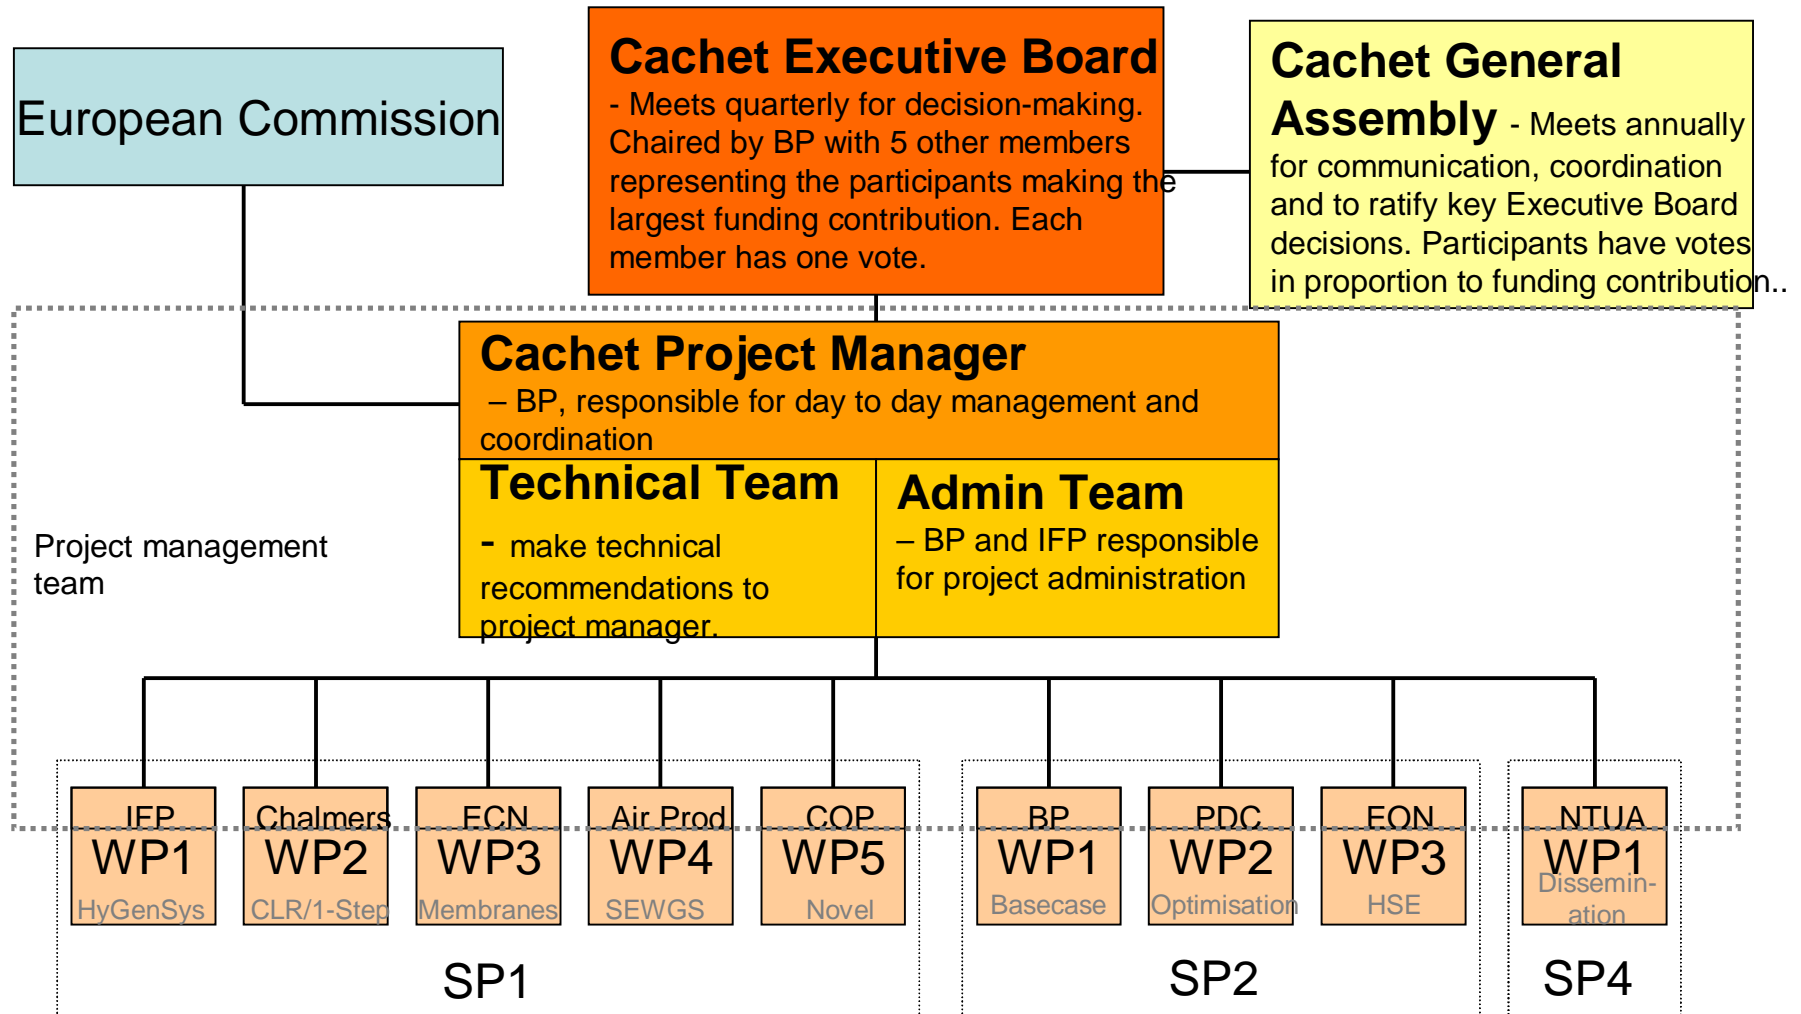 European Commission
Cachet Executive Board
- Meets quarterly for decision-making.
Chaired by BP with 5 other members
representing the participants making the
largest funding contribution. Each
member has one vote.
Cachet General
Assembly - Meets annually
for communication, coordination
and to ratify key Executive Board
decisions. Participants have votes
in proportion to funding contribution..
Cachet Project Manager
– BP, responsible for day to day management and
coordination
Technical Team
- make technical
recommendations to
project manager.
Admin Team
– BP and IFP responsible
for project administration
Project management
team
IFP
WP1
HyGenSys
Chalmers
WP2
CLR/1-Step
ECN
WP3
Membranes
Air Prod
WP4
SEWGS
COP
WP5
Novel
BP
WP1
Basecase
PDC
WP2
Optimisation
EON
WP3
HSE
NTUA
WP1
Dissemin-
ation
SP1
SP2
SP4